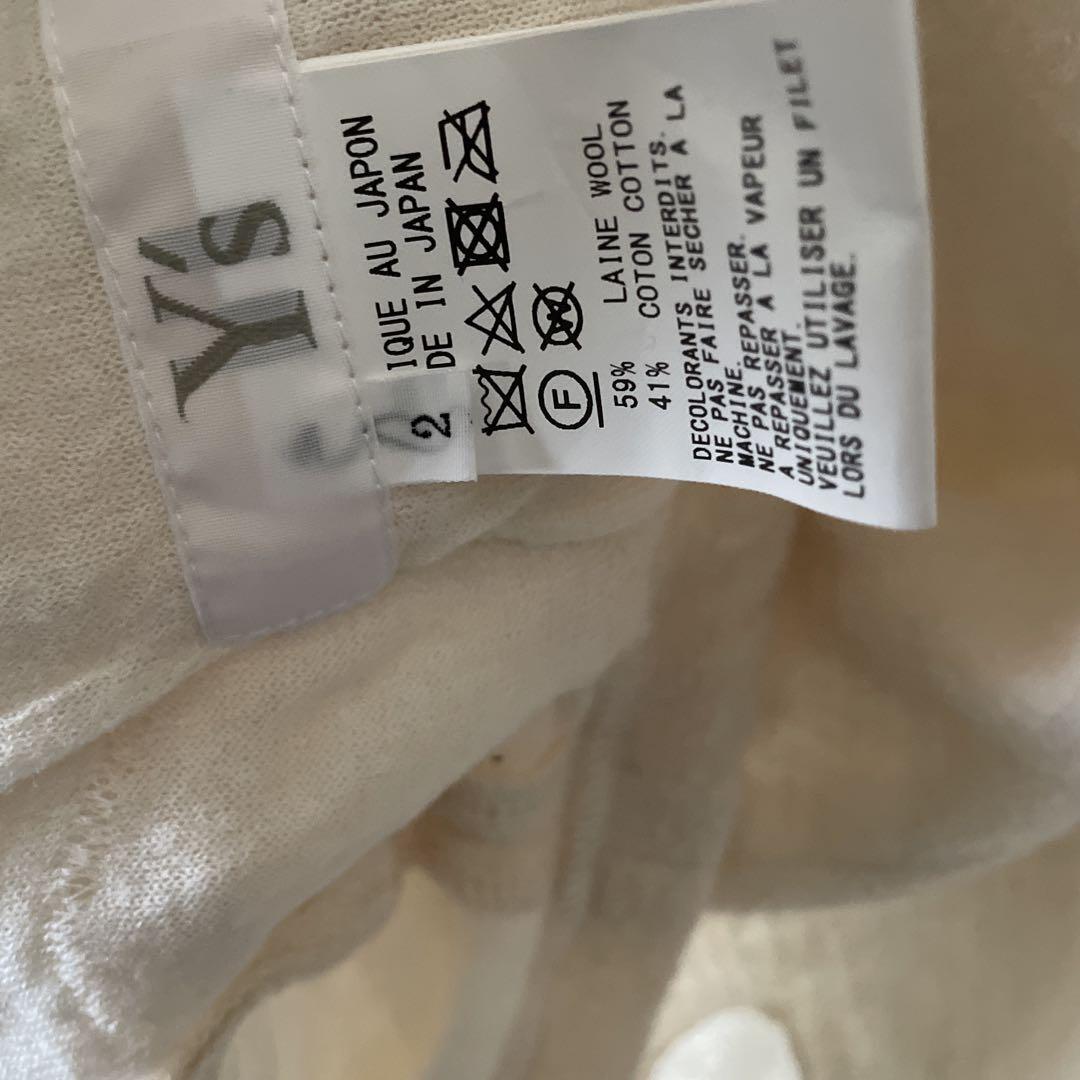 Y's
IQUE AU JAPON
DE IN JAPAN
2
F
W
59% LAINE WOOL
41% COTON COTTON
DECOLORANTS INTERDITS.
NE PAS FAIRE SECHER A LA
MACHINE.
NE PAS REPASSER.
A REPASSER A LA VAPEUR
UNIQUEMENT.
VEUILLEZ UTILISER UN FILET
LORS DU LAVAGE.